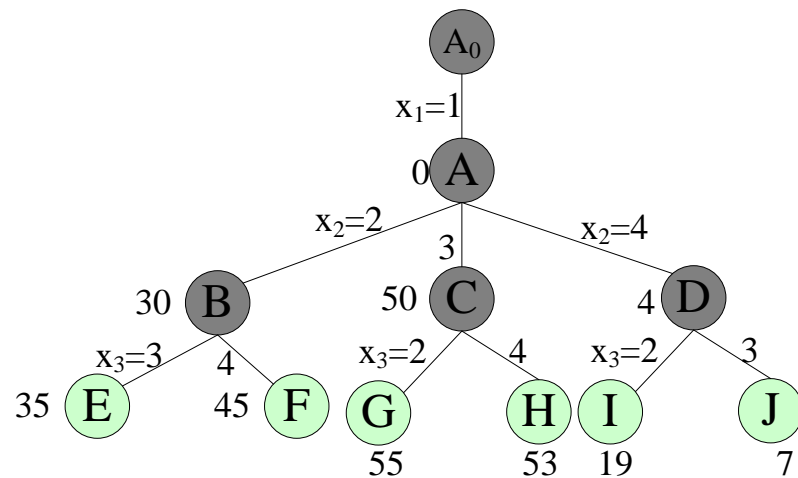 A₀
x₁=1
0 A
x₂=2 3 x₂=4
30 B 50 C 4 D
x₃=3 4 x₃=2 4 x₃=2 3
35 E 45 F G H I J
55 53 19 7